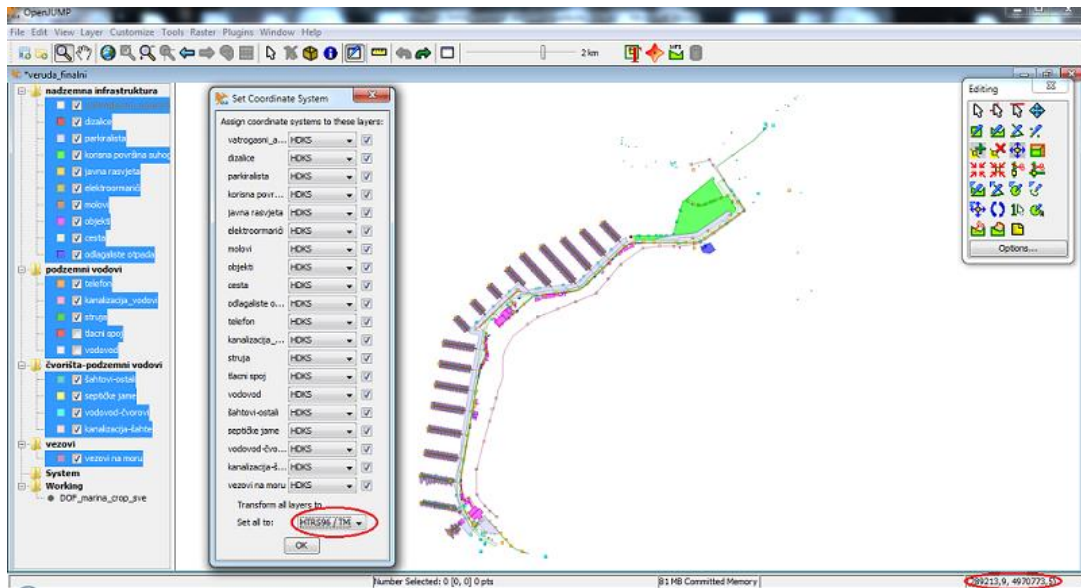 OpenJUMP
File Edit View Layer Customize Tools Raster Plugins Window Help
2 km
*veruda_finalni
nadzemna infrastruktura
dizalice
parkiralista
korisna površina suhog
javna rasvjeta
elektroormarić
molovi
objekti
cesta
odlagaliste otpada
podzemni vodovi
telefon
kanalizacija_vodovi
struja
tlacni spoj
vodovod
čvorišta-podzemni vodovi
šahtovi-ostali
septičke jame
vodovod-čvorovi
kanalizacija-šahte
vezovi
vezovi na moru
System
Working
DOF_marina_crop_sve
Set Coordinate System
Assign coordinate systems to these layers:
vatrogasni_a... HDKS
dizalice HDKS
parkiralista HDKS
korisna povr... HDKS
javna rasvjeta HDKS
elektroormarić HDKS
molovi HDKS
objekti HDKS
cesta HDKS
odlagaliste o... HDKS
telefon HDKS
kanalizacija_... HDKS
struja HDKS
tlacni spoj HDKS
vodovod HDKS
šahtovi-ostali HDKS
septičke jame HDKS
vodovod-čvo... HDKS
kanalizacija-š... HDKS
vezovi na moru HDKS
Transform all layers to
Set all to: HTRS96 / TM
OK
Editing
Options...
Number Selected: 0 [0, 0] 0 pts
81 MB Committed Memory